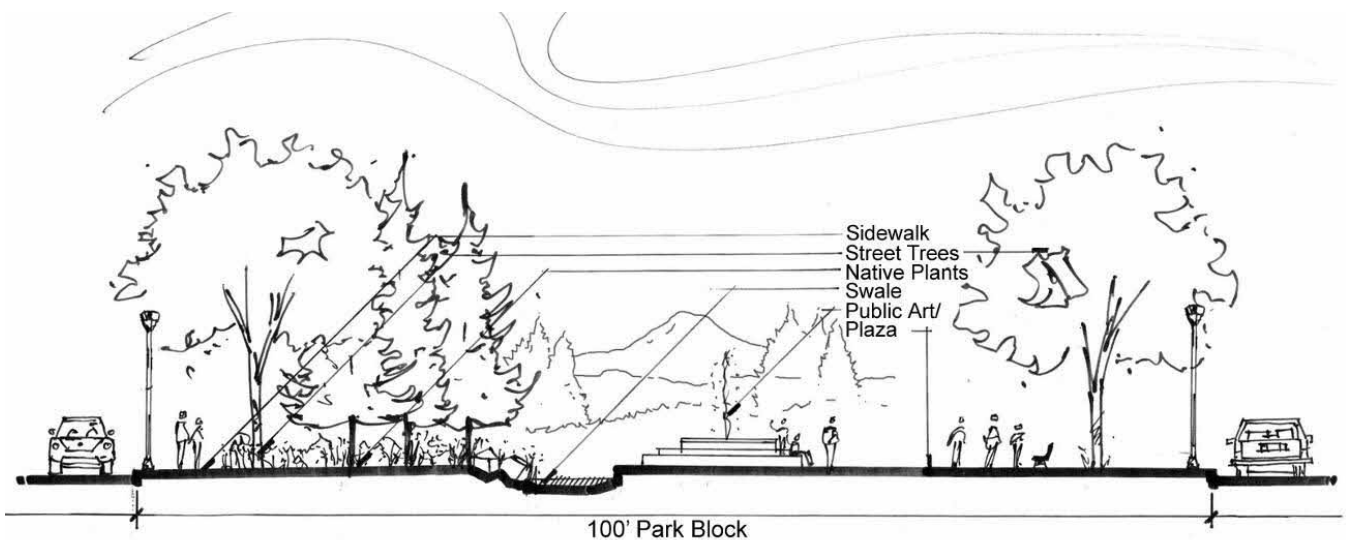 Sidewalk
Street Trees
Native Plants
Swale
Public Art/
Plaza
100' Park Block